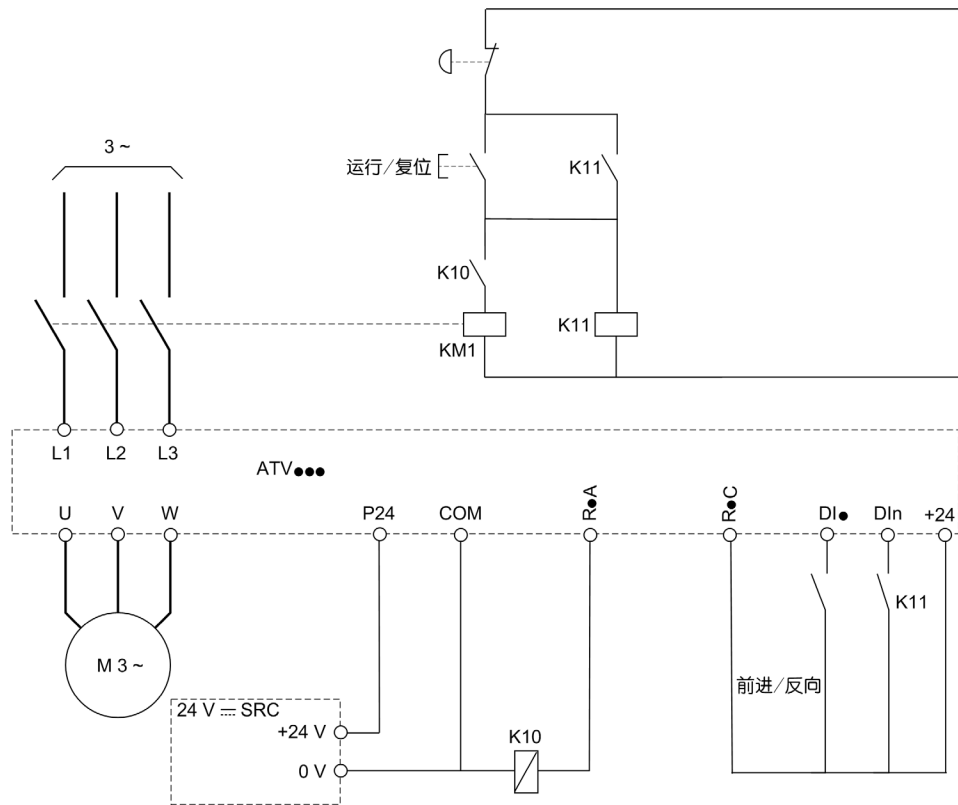 3 ~
运行/复位
K11
K10
KM1
K11
L1 L2 L3
ATV●●●
U V W P24 COM R●A R●C DI● DIn +24
K11
M 3 ~
前进/反向
24 V ⎓ SRC
+24 V
K10
0 V